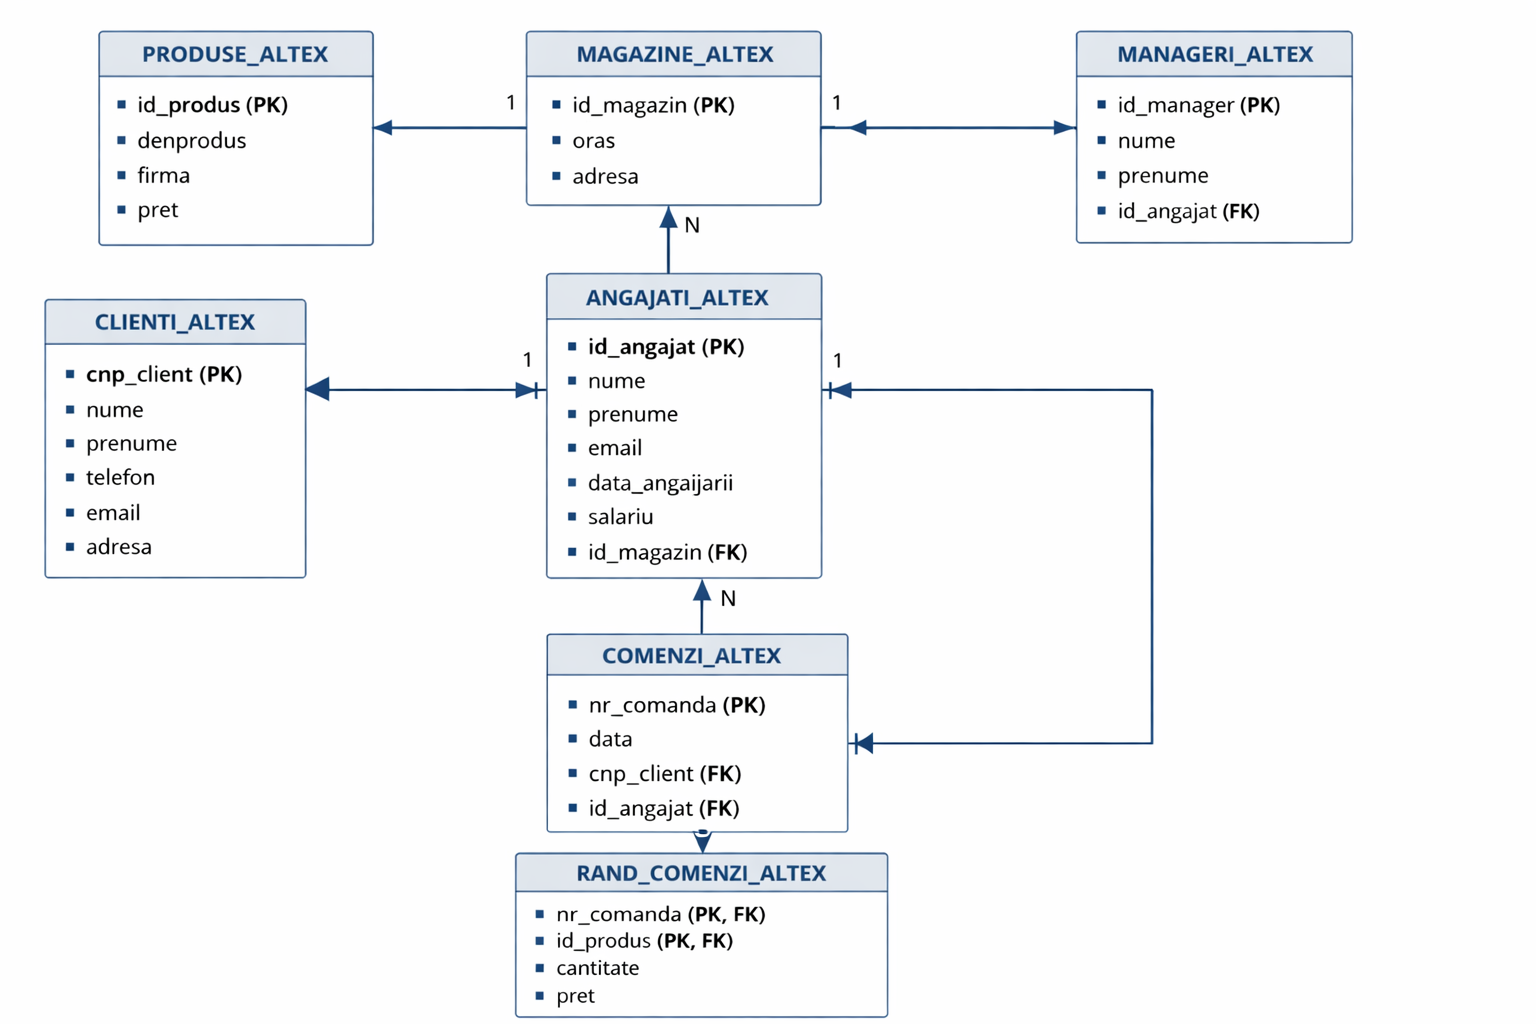 PRODUSE_ALTEX
id_produs (PK)
denprodus
firma
pret
1
MAGAZINE_ALTEX
id_magazin (PK)
oras
adresa
1
MANAGERI_ALTEX
id_manager (PK)
nume
prenume
id_angajat (FK)
N
CLIENTI_ALTEX
cnp_client (PK)
nume
prenume
telefon
email
adresa
1
ANGAJATI_ALTEX
id_angajat (PK)
nume
prenume
email
data_angaijarii
salariu
id_magazin (FK)
1
N
COMENZI_ALTEX
nr_comanda (PK)
data
cnp_client (FK)
id_angajat (FK)
RAND_COMENZI_ALTEX
nr_comanda (PK, FK)
id_produs (PK, FK)
cantitate
pret